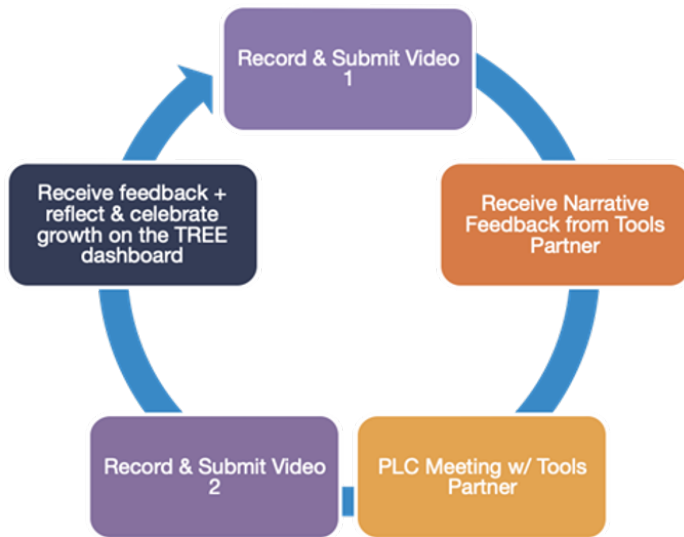 Record & Submit Video
1
Receive Narrative
Feedback from Tools
Partner
PLC Meeting w/ Tools
Partner
Record & Submit Video
2
Receive feedback +
reflect & celebrate
growth on the TREE
dashboard